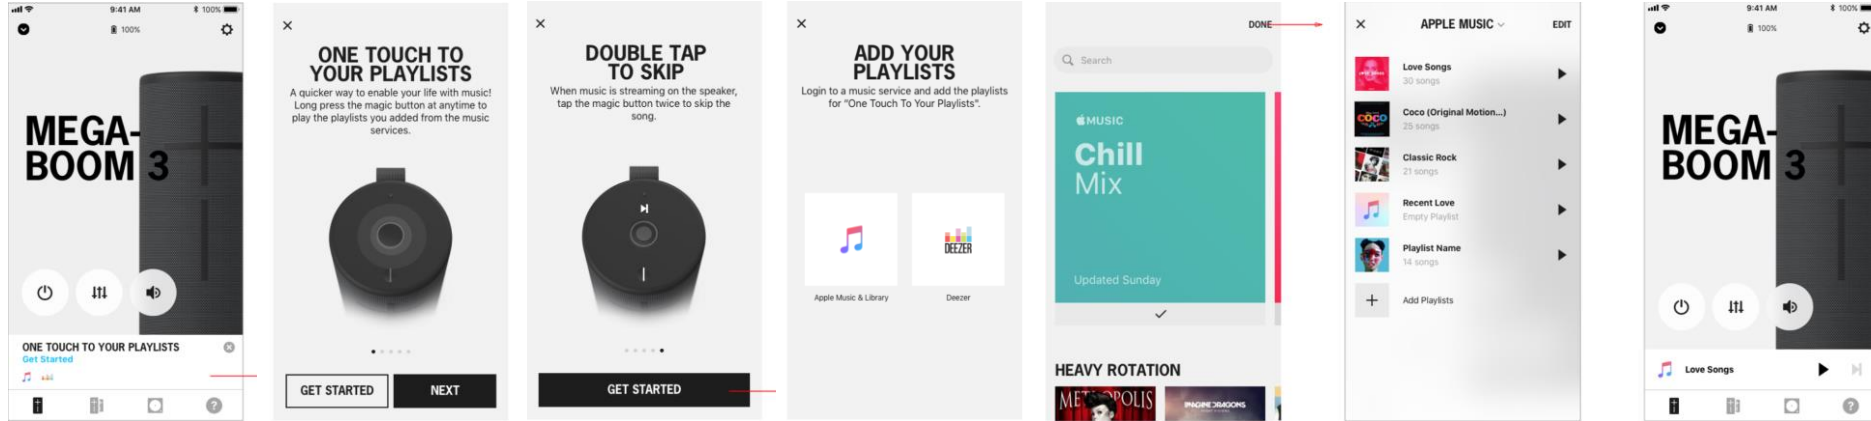 9:41 AM
100%
100%
MEGA-
BOOM 3
ONE TOUCH TO YOUR PLAYLISTS
Get Started
ONE TOUCH TO
YOUR PLAYLISTS
A quicker way to enable your life with music!
Long press the magic button at anytime to
play the playlists you added from the music
services.
GET STARTED
NEXT
DOUBLE TAP
TO SKIP
When music is streaming on the speaker,
tap the magic button twice to skip the
song.
GET STARTED
ADD YOUR
PLAYLISTS
Login to a music service and add the playlists
for "One Touch To Your Playlists".
DEEZER
Apple Music & Library
Deezer
DONE
Search
MUSIC
Chill
Mix
Updated Sunday
HEAVY ROTATION
METROPOLIS
IMAGINE DRAGONS
APPLE MUSIC
EDIT
Love Songs
30 songs
COCO
Coco (Original Motion...)
25 songs
Classic Rock
21 songs
Recent Love
Empty Playlist
Playlist Name
14 songs
Add Playlists
9:41 AM
100%
100%
MEGA-
BOOM 3
Love Songs